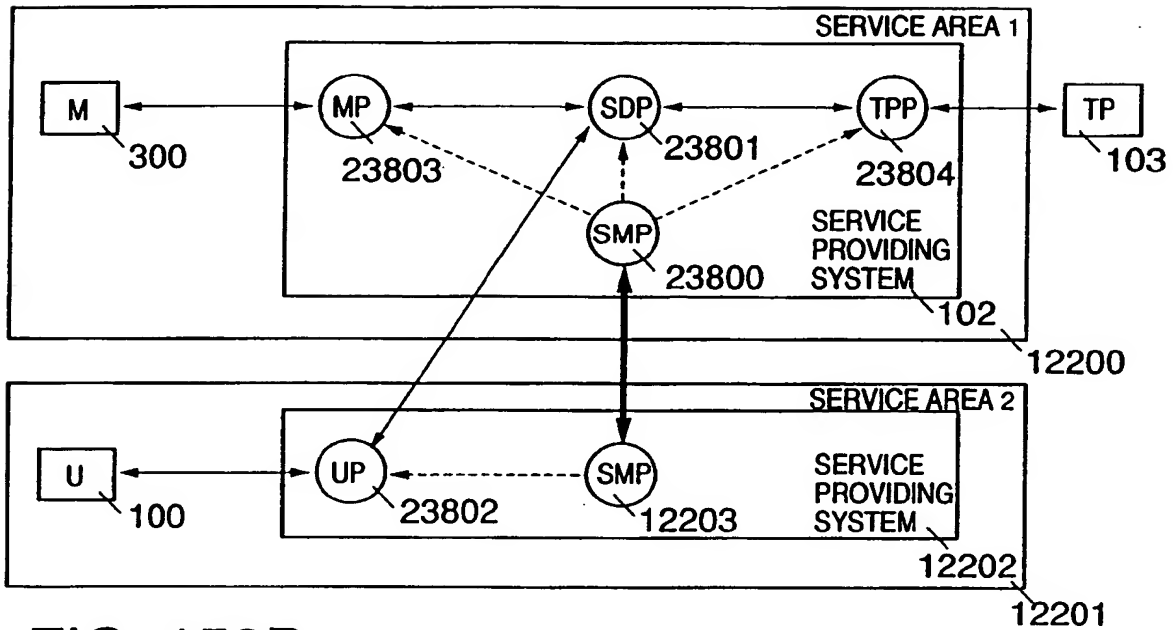 SERVICE AREA 1
M
MP
SDP
TPP
TP
300
23803
23801
23804
103
SMP
23800
SERVICE
PROVIDING
SYSTEM
102
12200
SERVICE AREA 2
U
UP
SMP
100
23802
12203
SERVICE
PROVIDING
SYSTEM
12202
12201